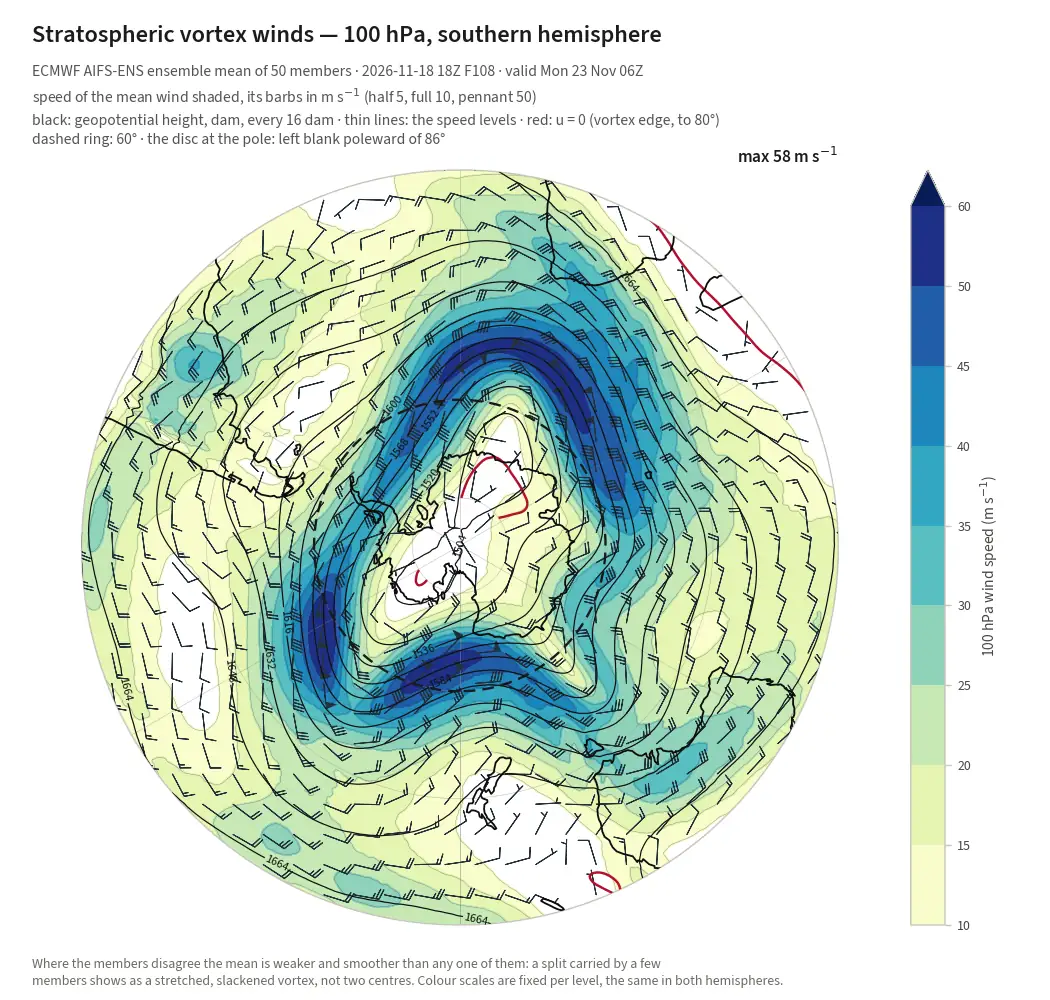 Stratospheric vortex winds — 100 hPa, southern hemisphere
ECMWF AIFS-ENS ensemble mean of 50 members · 2026-11-18 18Z F108 · valid Mon 23 Nov 06Z
speed of the mean wind shaded, its barbs in m s⁻¹ (half 5, full 10, pennant 50)
black: geopotential height, dam, every 16 dam · thin lines: the speed levels · red: u = 0 (vortex edge, to 80°)
dashed ring: 60° · the disc at the pole: left blank poleward of 86°
max 58 m s⁻¹
60
50
45
40
35
30
25
20
15
10
100 hPa wind speed (m s⁻¹)
1664
1600
1552
1568
1520
1504
1616
1536
1584
1632
1648
1664
1664
1664
Where the members disagree the mean is weaker and smoother than any one of them: a split carried by a few
members shows as a stretched, slackened vortex, not two centres. Colour scales are fixed per level, the same in both hemispheres.